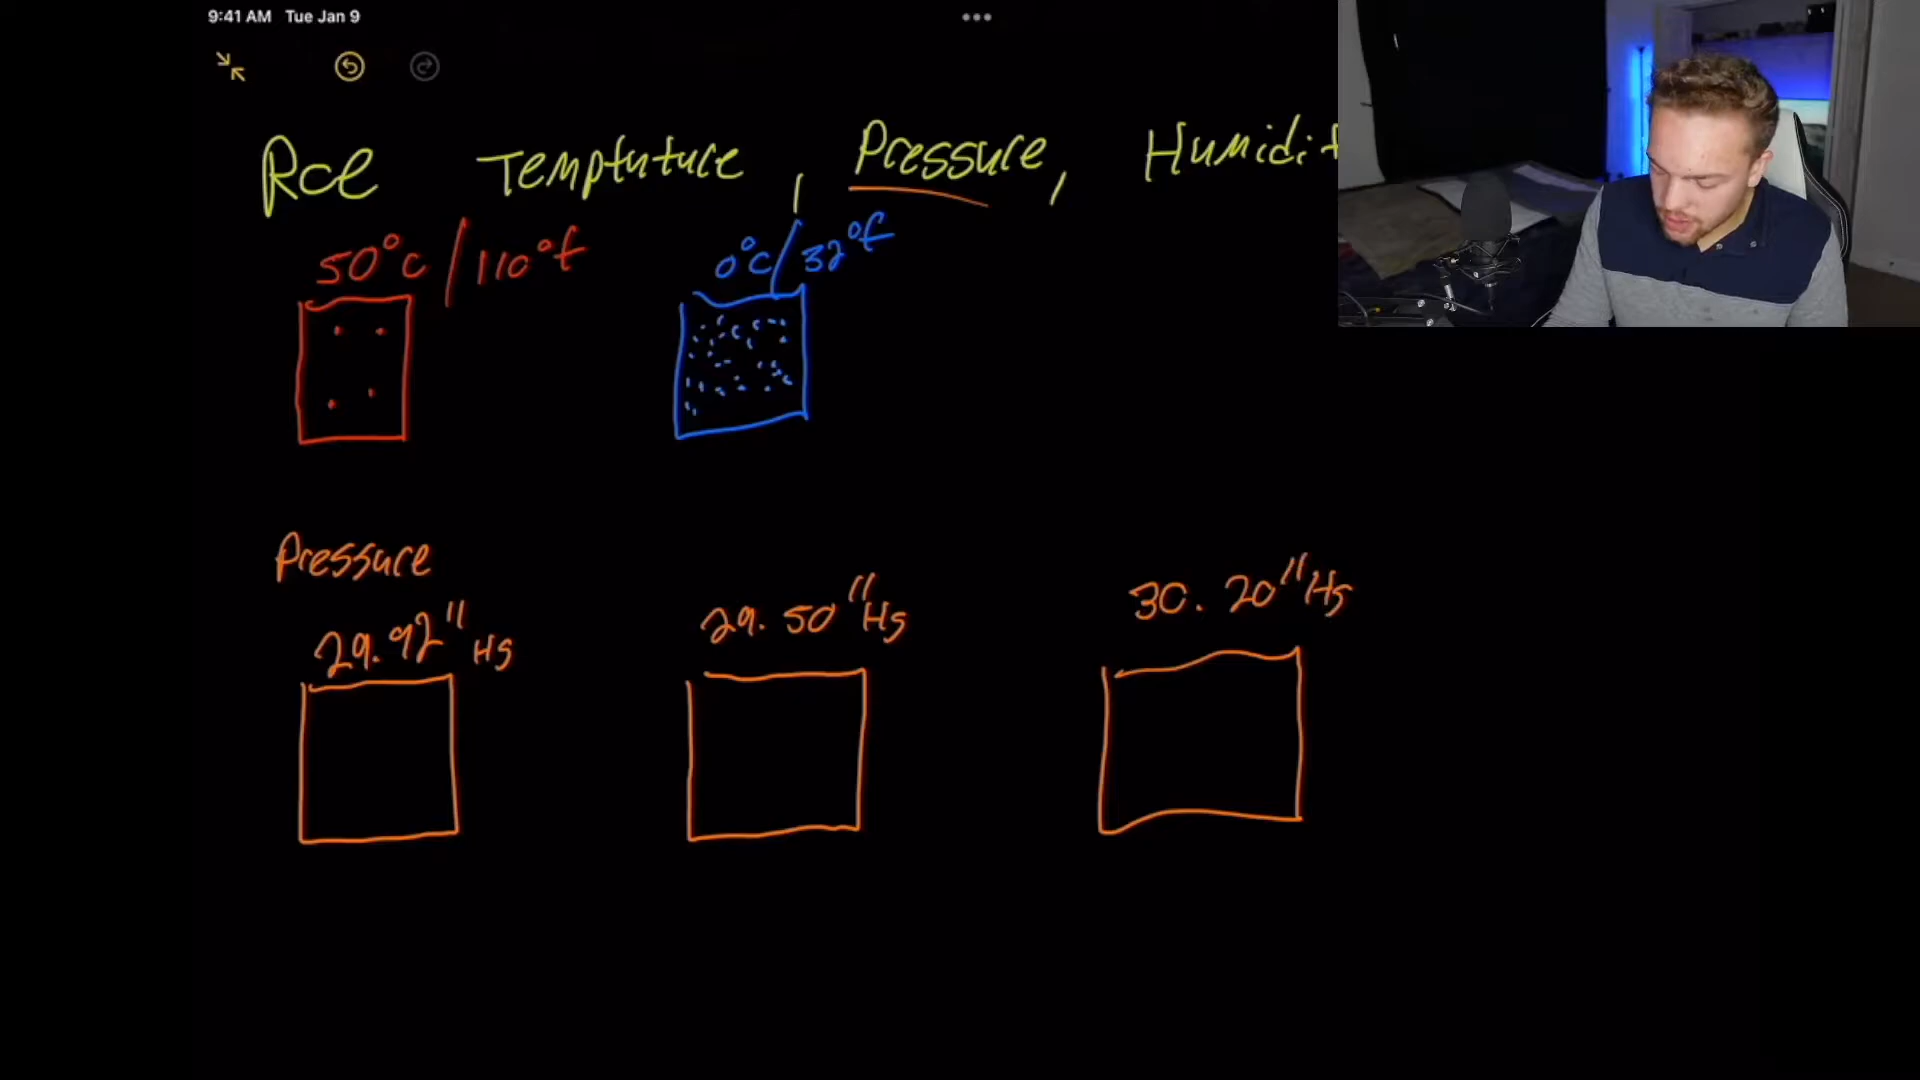 9:41 AM Tue Jan 9
Rce Temptuture, Pressure, Humidit
50°c / 110°f
0°c / 32°f
Pressure
29.92" Hg
29.50" Hg
30.20" Hg